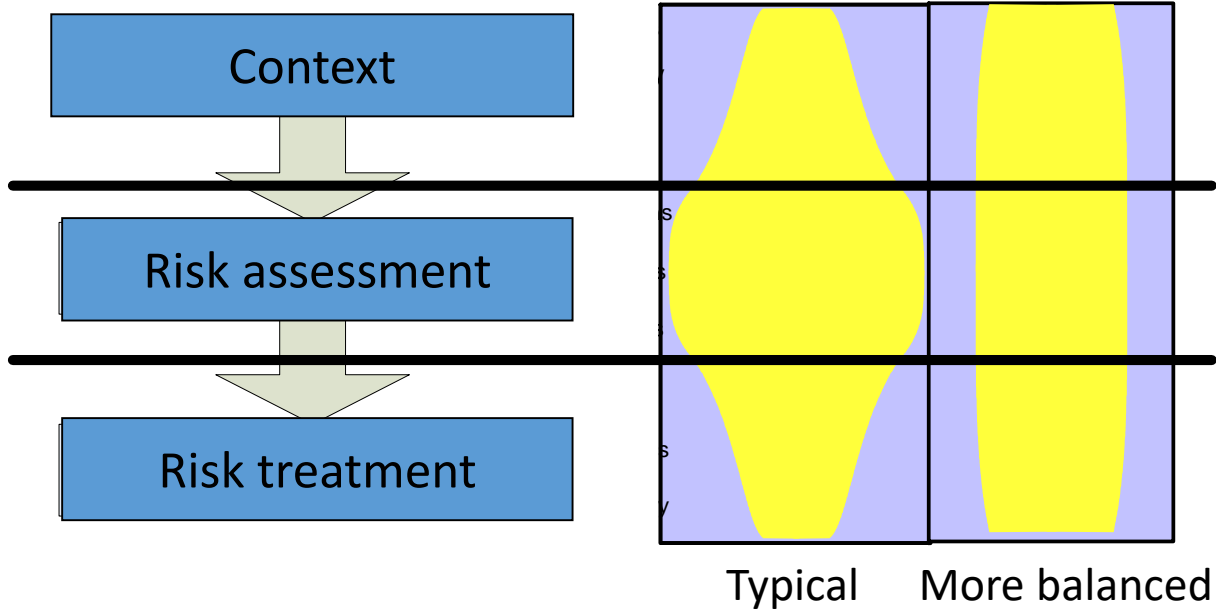 Context
Risk assessment
Risk treatment
Typical
More balanced